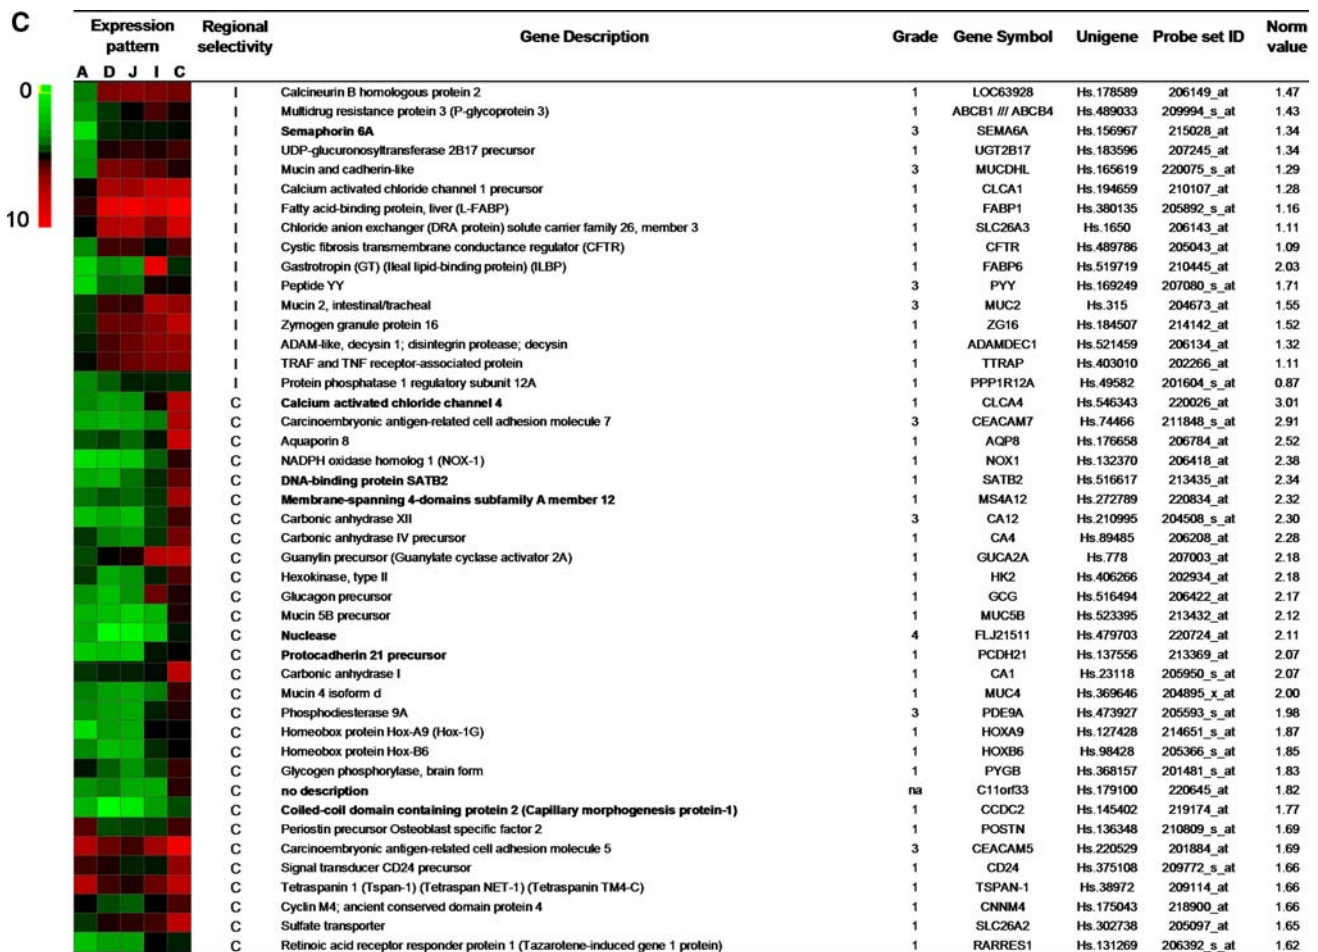 C
Expression pattern Regional selectivity Gene Description Grade Gene Symbol Unigene Probe set ID Norm value
A D J I C
0
10
I Calcineurin B homologous protein 2 1 LOC63928 Hs.178589 206149_at 1.47
I Multidrug resistance protein 3 (P-glycoprotein 3) 1 ABCB1 /// ABCB4 Hs.489033 209994_s_at 1.43
I Semaphorin 6A 3 SEMA6A Hs.156967 215028_at 1.34
I UDP-glucuronosyltransferase 2B17 precursor 1 UGT2B17 Hs.183596 207245_at 1.34
I Mucin and cadherin-like 3 MUCDHL Hs.165619 220075_s_at 1.29
I Calcium activated chloride channel 1 precursor 1 CLCA1 Hs.194659 210107_at 1.28
I Fatty acid-binding protein, liver (L-FABP) 1 FABP1 Hs.380135 205892_s_at 1.16
I Chloride anion exchanger (DRA protein) solute carrier family 26, member 3 1 SLC26A3 Hs.1650 206143_at 1.11
I Cystic fibrosis transmembrane conductance regulator (CFTR) 1 CFTR Hs.489786 205043_at 1.09
I Gastrotropin (GT) (Ileal lipid-binding protein) (ILBP) 1 FABP6 Hs.519719 210445_at 2.03
I Peptide YY 3 PYY Hs.169249 207080_s_at 1.71
I Mucin 2, intestinal/tracheal 3 MUC2 Hs.315 204673_at 1.55
I Zymogen granule protein 16 1 ZG16 Hs.184507 214142_at 1.52
I ADAM-like, decysin 1; disintegrin protease; decysin 1 ADAMDEC1 Hs.521459 206134_at 1.32
I TRAF and TNF receptor-associated protein 1 TTRAP Hs.403010 202266_at 1.11
I Protein phosphatase 1 regulatory subunit 12A 1 PPP1R12A Hs.49582 201604_s_at 0.87
C Calcium activated chloride channel 4 1 CLCA4 Hs.546343 220026_at 3.01
C Carcinoembryonic antigen-related cell adhesion molecule 7 3 CEACAM7 Hs.74466 211848_s_at 2.91
C Aquaporin 8 1 AQP8 Hs.176658 206784_at 2.52
C NADPH oxidase homolog 1 (NOX-1) 1 NOX1 Hs.132370 206418_at 2.38
C DNA-binding protein SATB2 1 SATB2 Hs.516617 213435_at 2.34
C Membrane-spanning 4-domains subfamily A member 12 1 MS4A12 Hs.272789 220834_at 2.32
C Carbonic anhydrase XII 3 CA12 Hs.210995 204508_s_at 2.30
C Carbonic anhydrase IV precursor 1 CA4 Hs.89485 206208_at 2.28
C Guanylin precursor (Guanylate cyclase activator 2A) 1 GUCA2A Hs.778 207003_at 2.18
C Hexokinase, type II 1 HK2 Hs.406266 202934_at 2.18
C Glucagon precursor 1 GCG Hs.516494 206422_at 2.17
C Mucin 5B precursor 1 MUC5B Hs.523395 213432_at 2.12
C Nuclease 4 FLJ21511 Hs.479703 220724_at 2.11
C Protocadherin 21 precursor 1 PCDH21 Hs.137556 213369_at 2.07
C Carbonic anhydrase I 1 CA1 Hs.23118 205950_s_at 2.07
C Mucin 4 isoform d 1 MUC4 Hs.369646 204895_x_at 2.00
C Phosphodiesterase 9A 3 PDE9A Hs.473927 205593_s_at 1.98
C Homeobox protein Hox-A9 (Hox-1G) 1 HOXA9 Hs.127428 214651_s_at 1.87
C Homeobox protein Hox-B6 1 HOXB6 Hs.98428 205366_s_at 1.85
C Glycogen phosphorylase, brain form 1 PYGB Hs.368157 201481_s_at 1.83
C no description na C11orf33 Hs.179100 220645_at 1.82
C Coiled-coil domain containing protein 2 (Capillary morphogenesis protein-1) 1 CCDC2 Hs.145402 219174_at 1.77
C Periostin precursor Osteoblast specific factor 2 1 POSTN Hs.136348 210809_s_at 1.69
C Carcinoembryonic antigen-related cell adhesion molecule 5 3 CEACAM5 Hs.220529 201884_at 1.69
C Signal transducer CD24 precursor 1 CD24 Hs.375108 209772_s_at 1.66
C Tetraspanin 1 (Tspan-1) (Tetraspan NET-1) (Tetraspanin TM4-C) 1 TSPAN-1 Hs.38972 209114_at 1.66
C Cyclin M4; ancient conserved domain protein 4 1 CNNM4 Hs.175043 218900_at 1.66
C Sulfate transporter 1 SLC26A2 Hs.302738 205097_at 1.65
C Retinoic acid receptor responder protein 1 (Tazarotene-induced gene 1 protein) 1 RARRES1 Hs.131269 206392_s_at 1.62